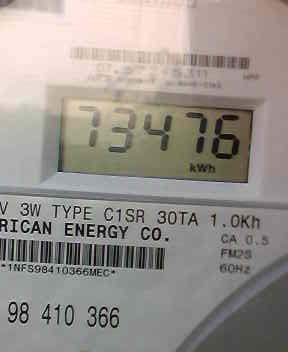 73476
kWh
V 3W TYPE C1SR 30TA 1.0Kh
RICAN ENERGY CO.
CA 0.5
FM2S
60Hz
*1NFS98410366MEC*
98 410 366